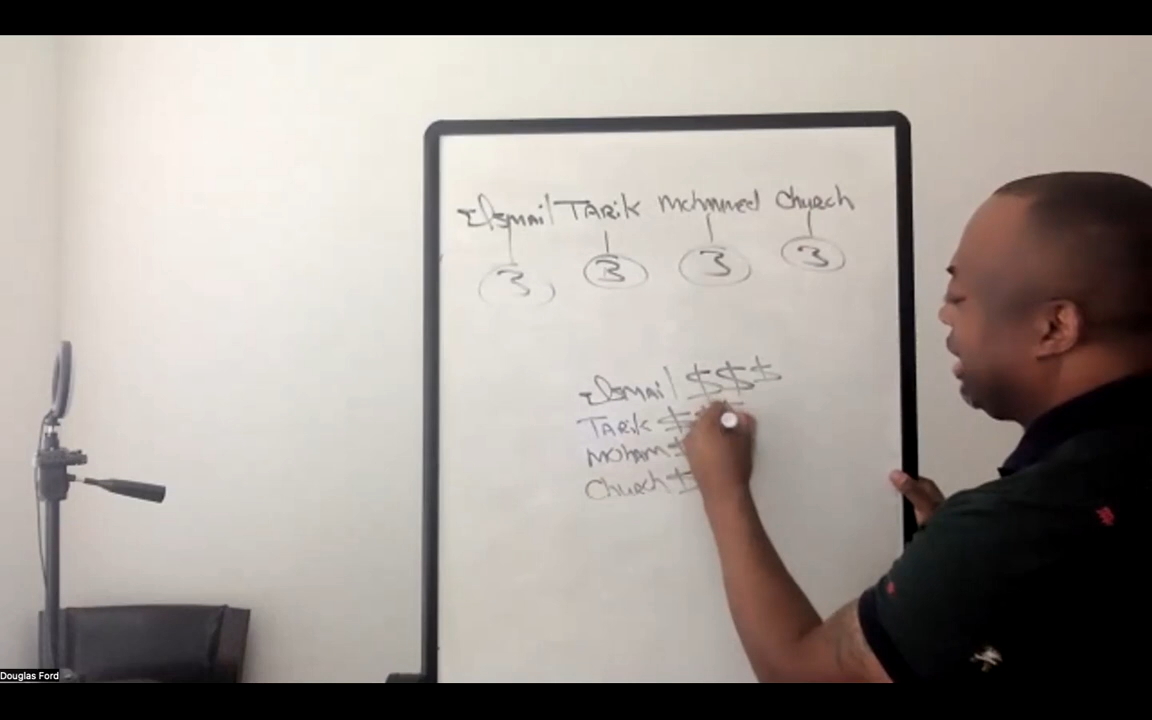 Ismail Tarik Mohmmed Church
3 3 3 3
Ismail $$$
Tarik $
Moham $
Church $
Douglas Ford